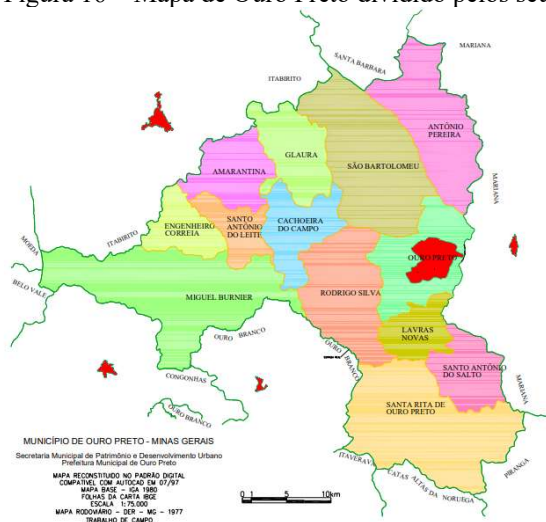 Figura 10 – Mapa de Ouro Preto dividido pelos
SANTA BARBARA
MARIANA
ITABIRITO
ANTÔNIO
PEREIRA
GLAURA
SÃO BARTOLOMEU
AMARANTINA
MARIANA
ENGENHEIRO
CORREIA
SANTO
ANTÔNIO
DO LEITE
CACHOEIRA
DO CAMPO
ITABIRITO
MOEDA
OURO PRETO
BELO VALE
MIGUEL BURNIER
RODRIGO SILVA
OURO BRANCO
LAVRAS
NOVAS
OURO BRANCO
CONGONHAS
SANTO ANTÔNIO
DO SALTO
MARIANA
OURO BRANCO
SANTA RITA DE
OURO PRETO
ITAVERAVA
CATAS ALTAS DA NORUEGA
PIRANGA
MUNICÍPIO DE OURO PRETO - MINAS GERAIS
Secretaria Municipal de Patrimônio e Desenvolvimento Urbano
Prefeitura Municipal de Ouro Preto
MAPA RECONSTITUIDO NO PADRÃO DIGITAL
COMPATÍVEL COM AUTOCAD EM 07/97
MAPA BASE - IGA 1980
FOLHAS DA CARTA IBGE
ESCALA 1:75.000
MAPA RODOVIÁRIO - DER - MG - 1977
TRABALHO DE CAMPO
0 1 5 10km